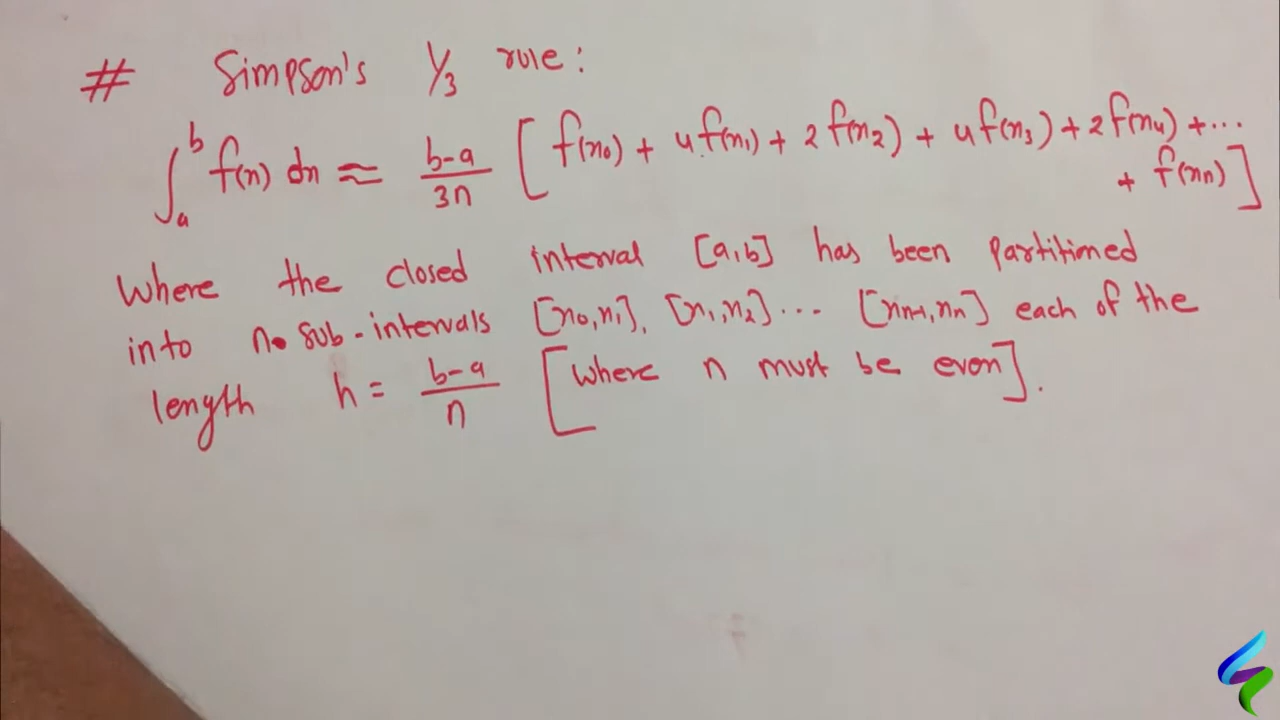 # Simpson's 1/3 rule:
∫_a^b f(x) dx ≈ (b-a)/(3n) [f(x₀) + 4f(x₁) + 2f(x₂) + 4f(x₃) + 2f(x₄) + ...
+ f(xn)]
Where the closed interval [a,b] has been partitioned
into n sub-intervals [x₀,x₁], [x₁,x₂]... [xn-1,xn] each of the
length h = (b-a)/n [where n must be even].